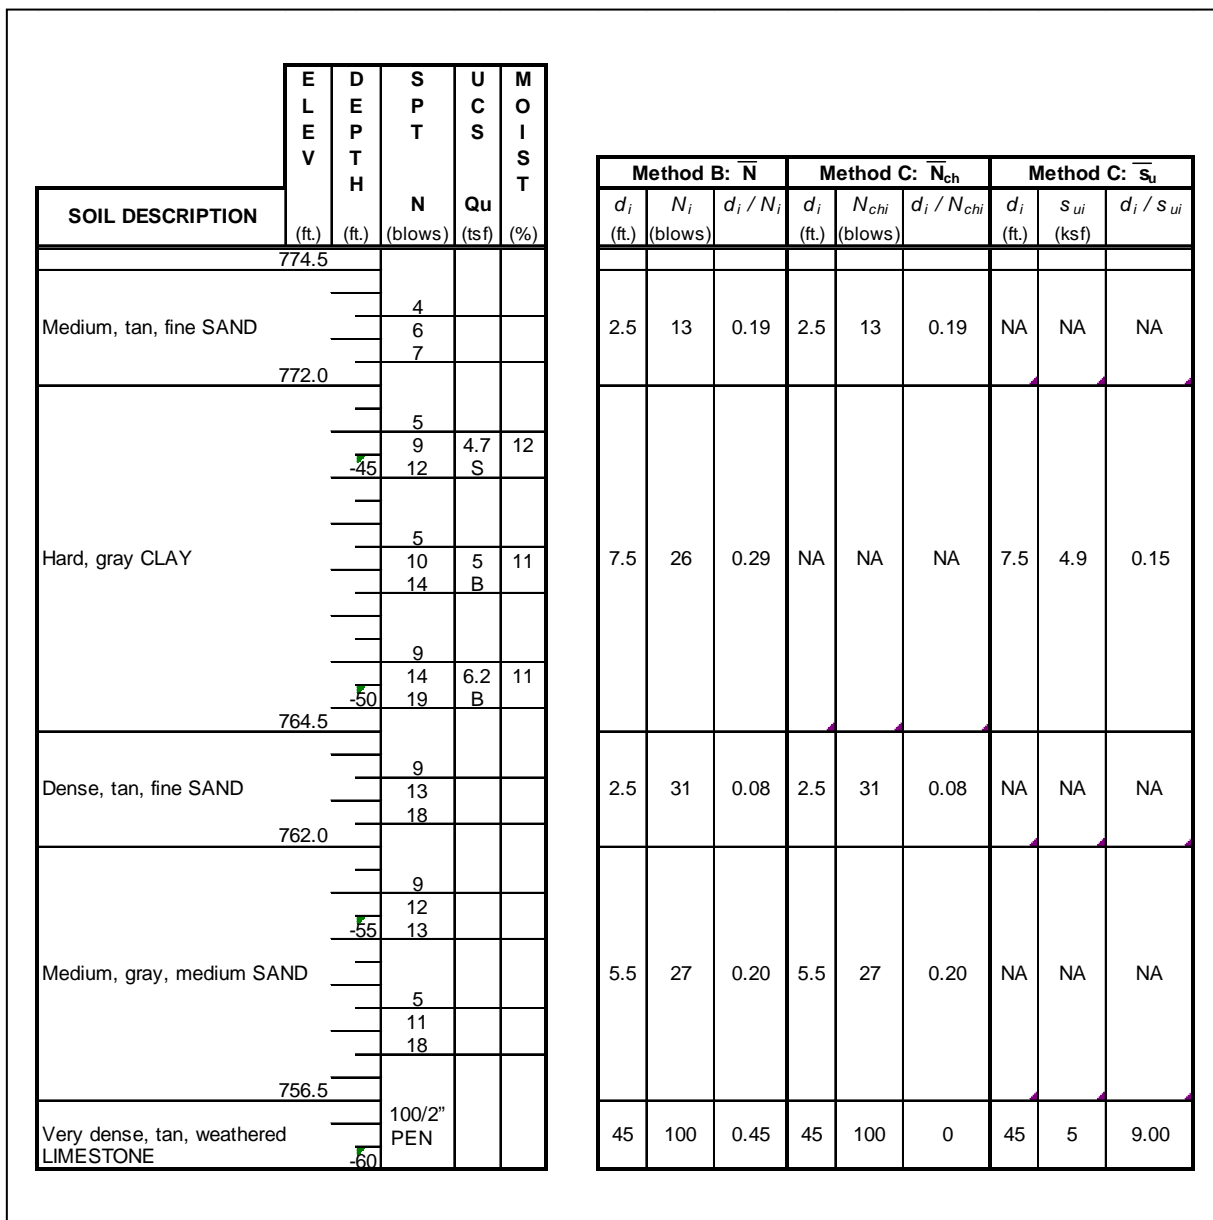 ELEV DEPTH SPT UCS MOIST
Method B: N̅ Method C: N̅ch Method C: s̅u
SOIL DESCRIPTION N Qu di Ni di / Ni di Nchi di / Nchi di sui di / sui
(ft.) (ft.) (blows) (tsf) (%) (ft.) (blows) (ft.) (blows) (ft.) (ksf)
774.5
4
Medium, tan, fine SAND 6 2.5 13 0.19 2.5 13 0.19 NA NA NA
7
772.0
5
9 4.7 12
-45 12 S
5
Hard, gray CLAY 10 5 11 7.5 26 0.29 NA NA NA 7.5 4.9 0.15
14 B
9
14 6.2 11
-50 19 B
764.5
9
Dense, tan, fine SAND 13 2.5 31 0.08 2.5 31 0.08 NA NA NA
18
762.0
9
12
-55 13
Medium, gray, medium SAND 5.5 27 0.20 5.5 27 0.20 NA NA NA
5
11
18
756.5
100/2”
Very dense, tan, weathered PEN 45 100 0.45 45 100 0 45 5 9.00
LIMESTONE -60